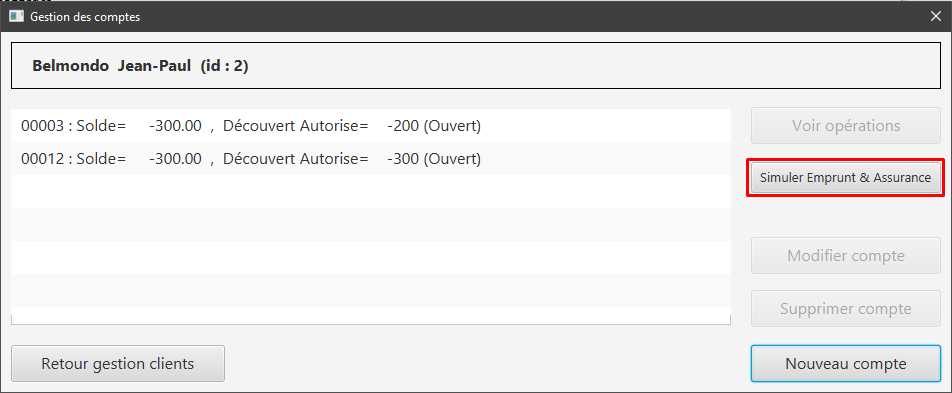 Gestion des comptes
Belmondo Jean-Paul (id : 2)
00003 : Solde= -300.00 , Découvert Autorise= -200 (Ouvert)
00012 : Solde= -300.00 , Découvert Autorise= -300 (Ouvert)
Voir opérations
Simuler Emprunt & Assurance
Modifier compte
Supprimer compte
Retour gestion clients
Nouveau compte